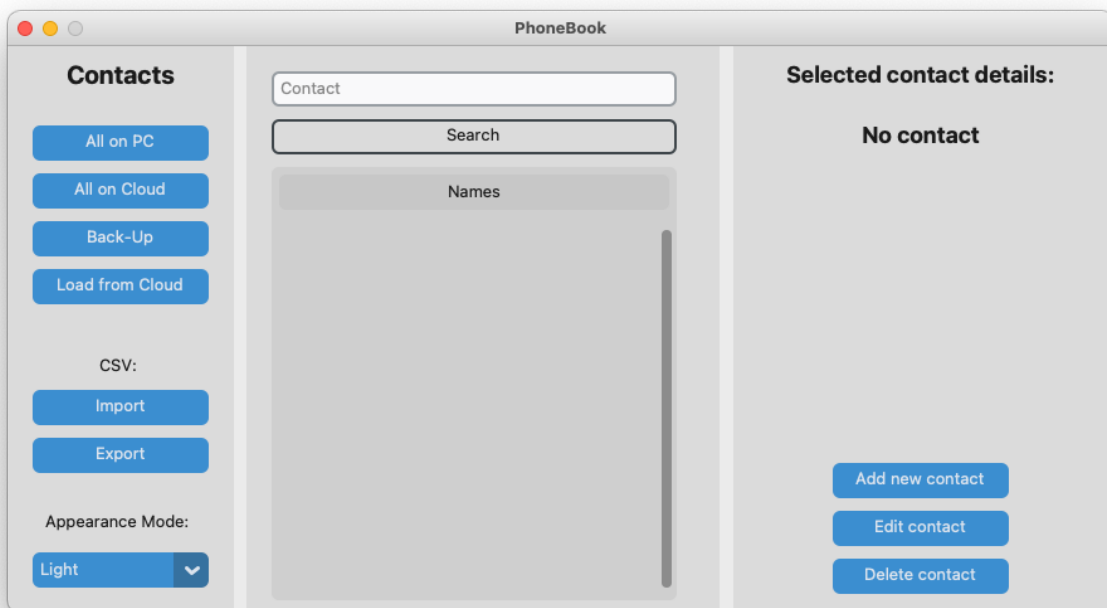 PhoneBook
Contacts
All on PC
All on Cloud
Back-Up
Load from Cloud
CSV:
Import
Export
Appearance Mode:
Light
Contact
Search
Names
Selected contact details:
No contact
Add new contact
Edit contact
Delete contact